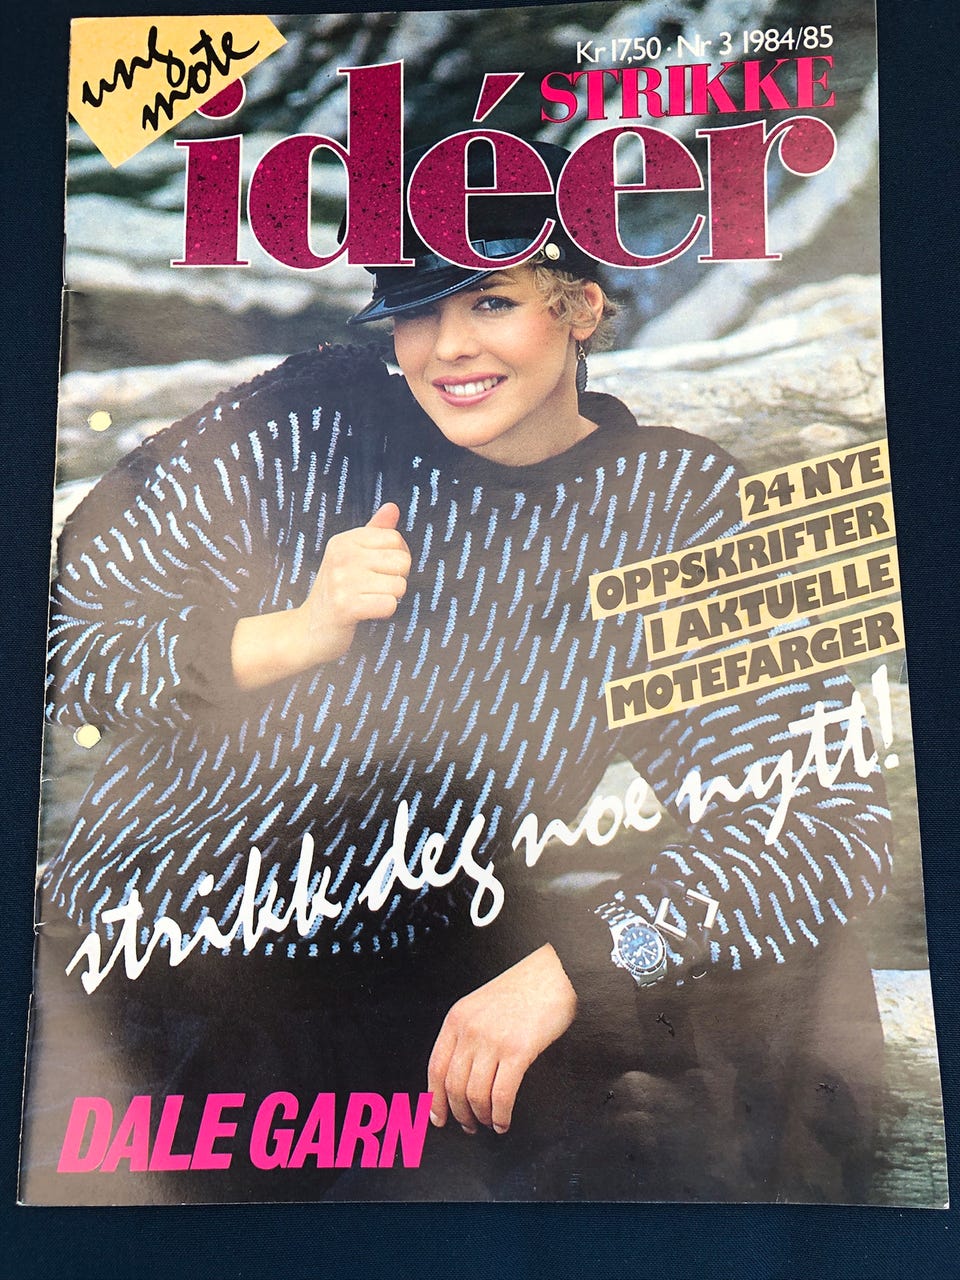 ung
mote
Kr 17,50 · Nr 3 1984/85
STRIKKE
idéer
24 NYE
OPPSKRIFTER
I AKTUELLE
MOTEFARGER
strikk deg noe nytt!
DALE GARN